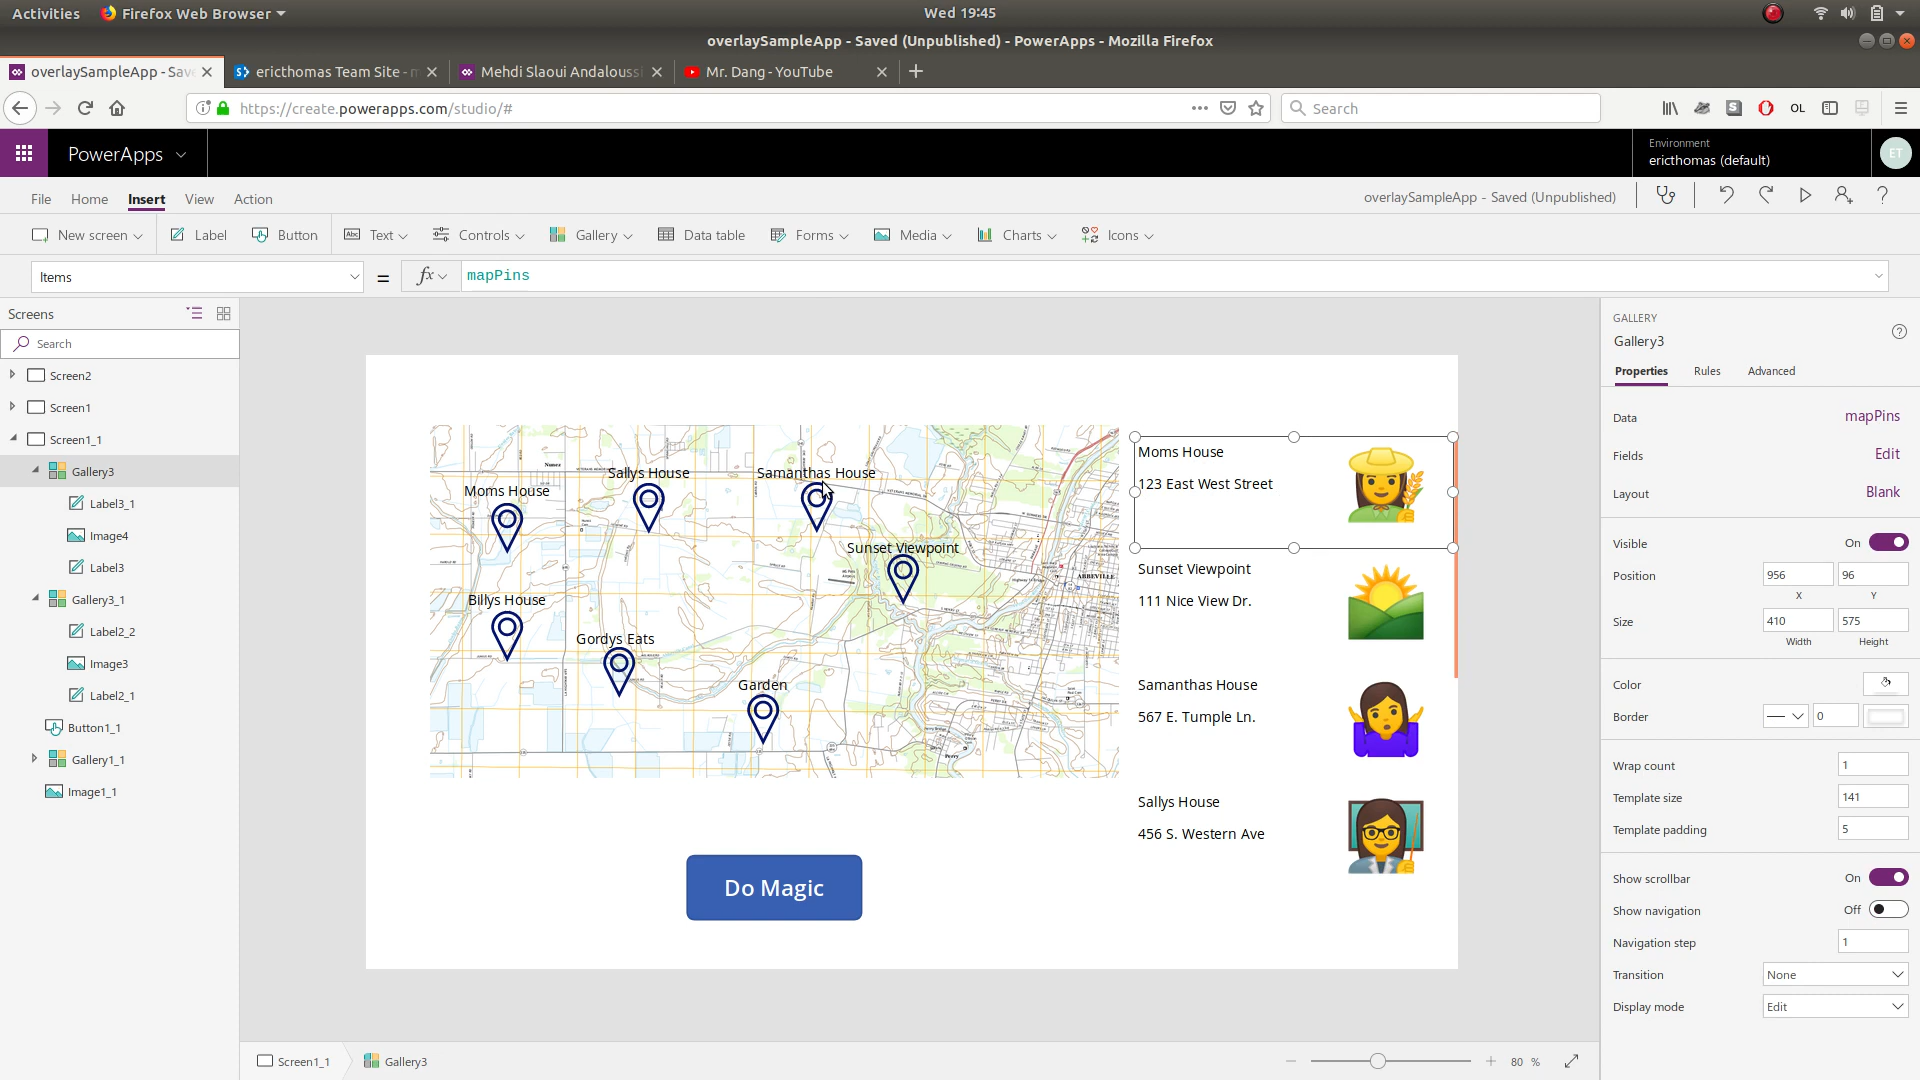 Activities
Firefox Web Browser
Wed 19:45
overlaySampleApp - Saved (Unpublished) - PowerApps - Mozilla Firefox
overlaySampleApp - Save
ericthomas Team Site - m
Mehdi Slaoui Andaloussi
Mr. Dang - YouTube
https://create.powerapps.com/studio/#
Search
OL
PowerApps
Environment
ericthomas (default)
ET
File
Home
Insert
View
Action
overlaySampleApp - Saved (Unpublished)
New screen
Label
Button
Text
Controls
Gallery
Data table
Forms
Media
Charts
Icons
Items
=
fx
mapPins
Screens
Search
Screen2
Screen1
Screen1_1
Gallery3
Label3_1
Image4
Label3
Gallery3_1
Label2_2
Image3
Label2_1
Button1_1
Gallery1_1
Image1_1
Sallys House
Samanthas House
Moms House
Sunset Viewpoint
ABBEVILLE
Billys House
Gordys Eats
Garden
Perry
Do Magic
Moms House
123 East West Street
Sunset Viewpoint
111 Nice View Dr.
Samanthas House
567 E. Tumple Ln.
Sallys House
456 S. Western Ave
GALLERY
Gallery3
Properties
Rules
Advanced
Data
mapPins
Fields
Edit
Layout
Blank
Visible
On
Position
956
96
X
Y
Size
410
575
Width
Height
Color
Border
0
Wrap count
1
Template size
141
Template padding
5
Show scrollbar
On
Show navigation
Off
Navigation step
1
Transition
None
Display mode
Edit
Screen1_1
Gallery3
80 %